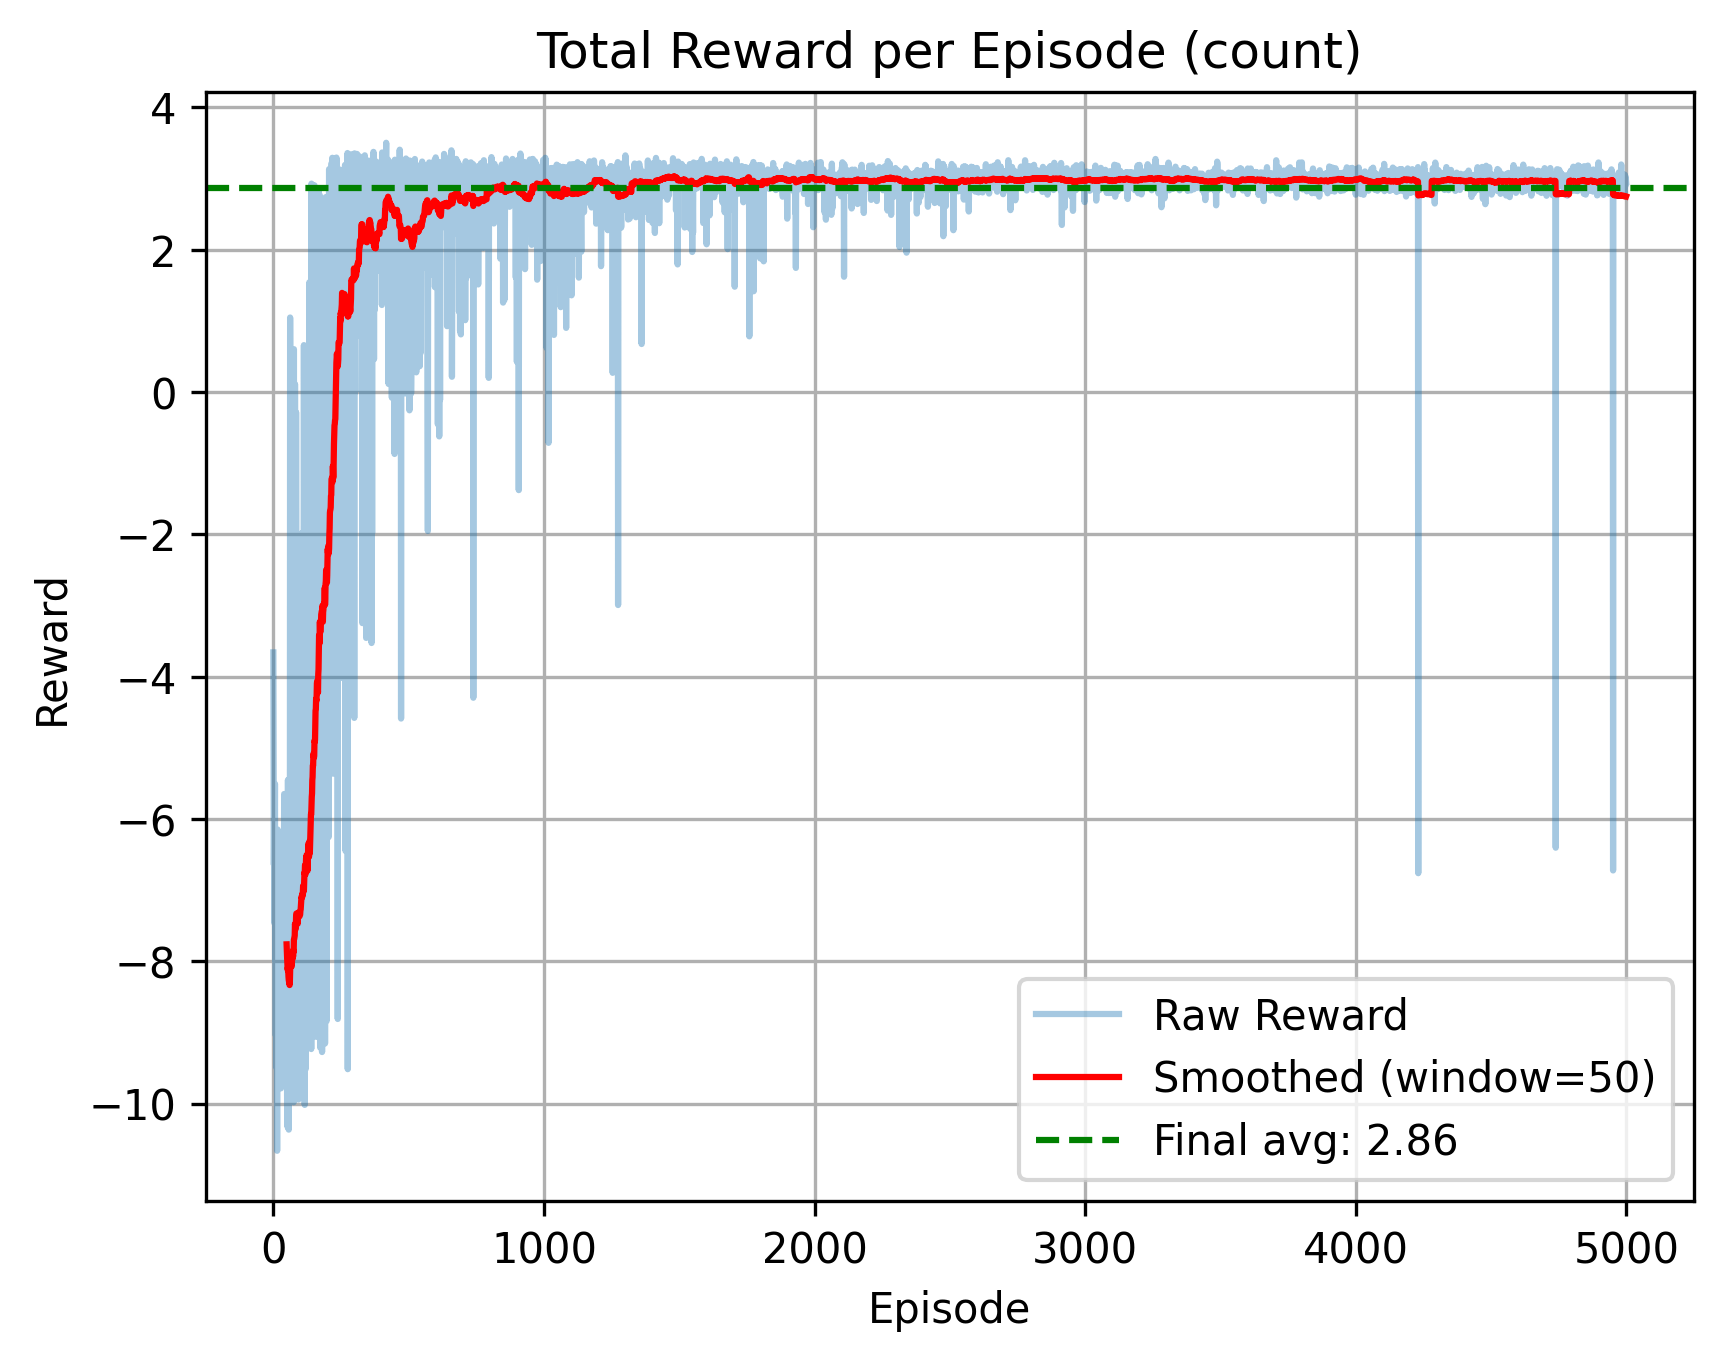 Total Reward per Episode (count)
4
2
0
−2
−4
−6
−8
−10
Reward
0 1000 2000 3000 4000 5000
Episode
Raw Reward
Smoothed (window=50)
Final avg: 2.86